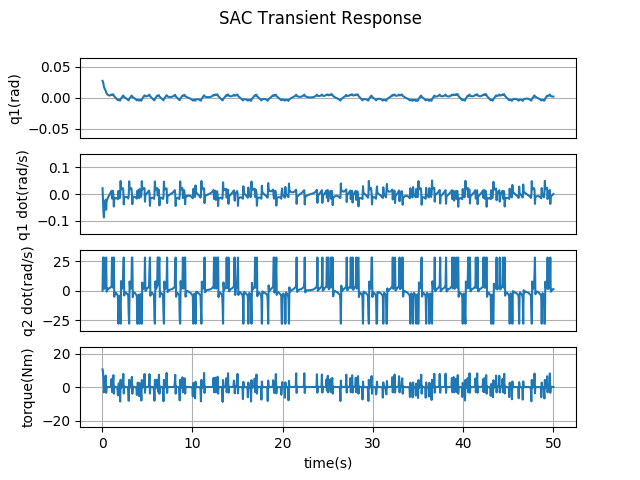 SAC Transient Response
q1(rad)
0.05
0.00
−0.05
q1 dot(rad/s)
0.1
0.0
−0.1
q2 dot(rad/s)
25
0
−25
torque(Nm)
20
0
−20
0 10 20 30 40 50
time(s)